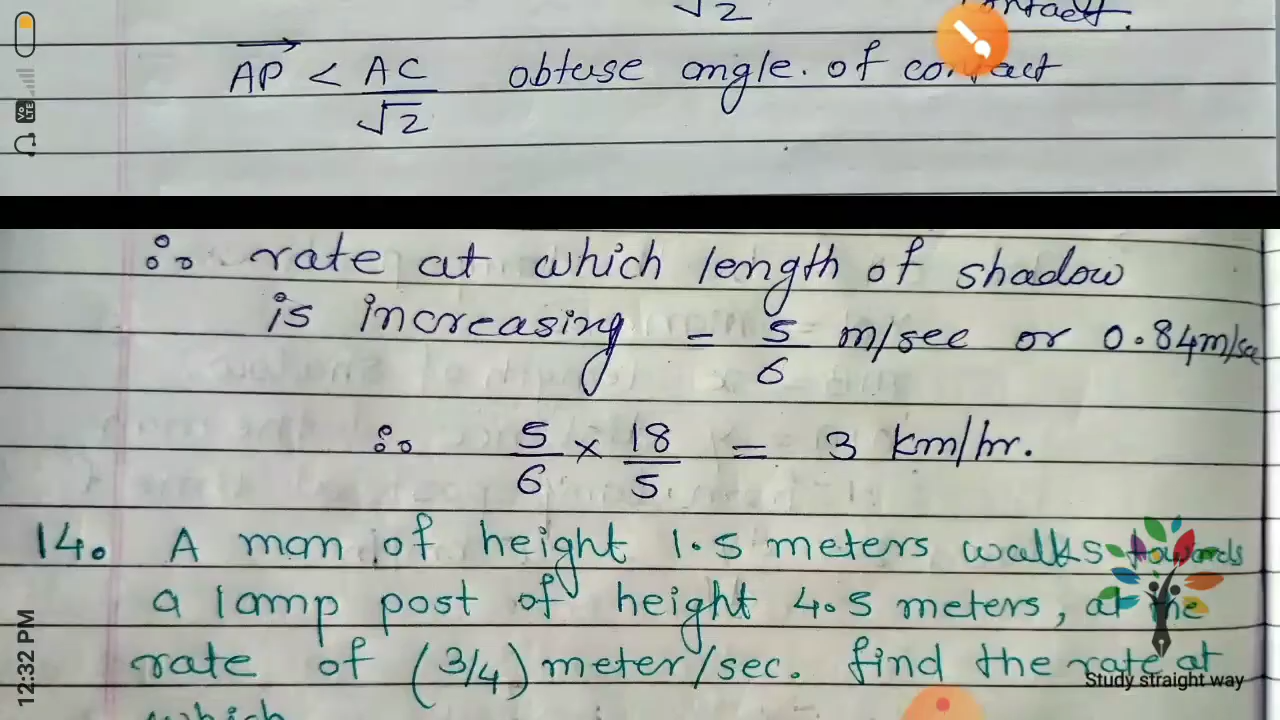 √2 contact.
AP < AC/√2 obtuse angle. of contact
∴ rate at which length of shadow
is increasing = 5/6 m/sec or 0.84m/sec
∴ 5/6 × 18/5 = 3 km/hr.
14. A man of height 1.5 meters walks towards
a lamp post of height 4.5 meters, at the
rate of (3/4) meter/sec. find the rate at
which
Study straight way
12:32 PM